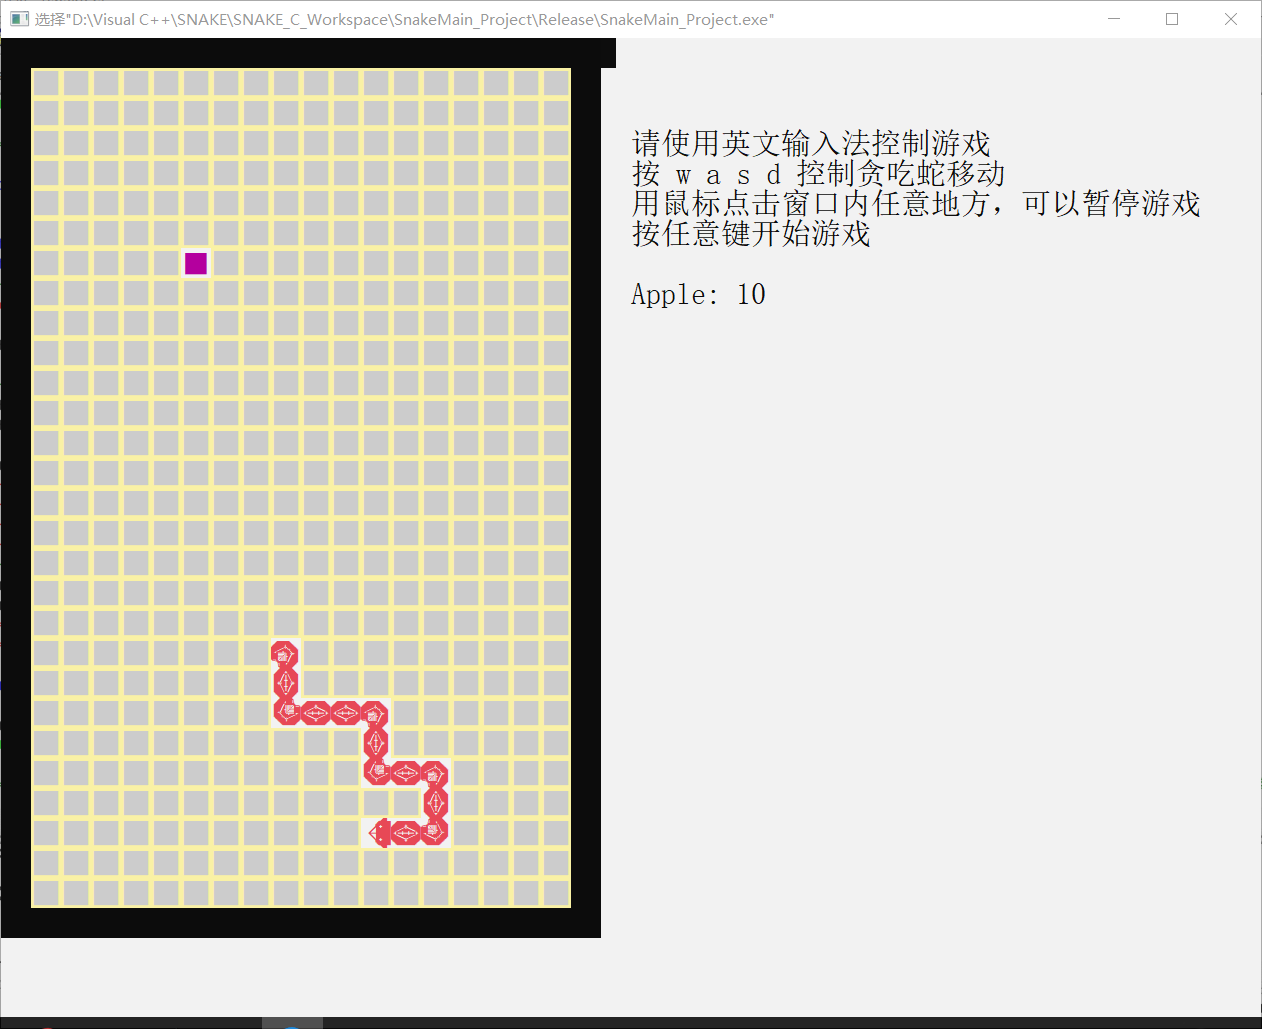 选择"D:\Visual C++\SNAKE\SNAKE_C_Workspace\SnakeMain_Project\Release\SnakeMain_Project.exe"
请使用英文输入法控制游戏
按 w a s d 控制贪吃蛇移动
用鼠标点击窗口内任意地方，可以暂停游戏
按任意键开始游戏
Apple: 10